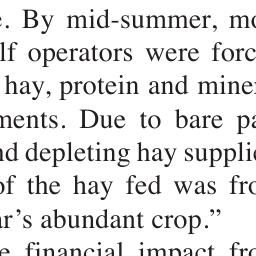 e. By mid-summer, mo
lf operators were forc
hay, protein and miner
ments. Due to bare pa
nd depleting hay supplie
of the hay fed was fro
ar's abundant crop.”
e financial impact fro